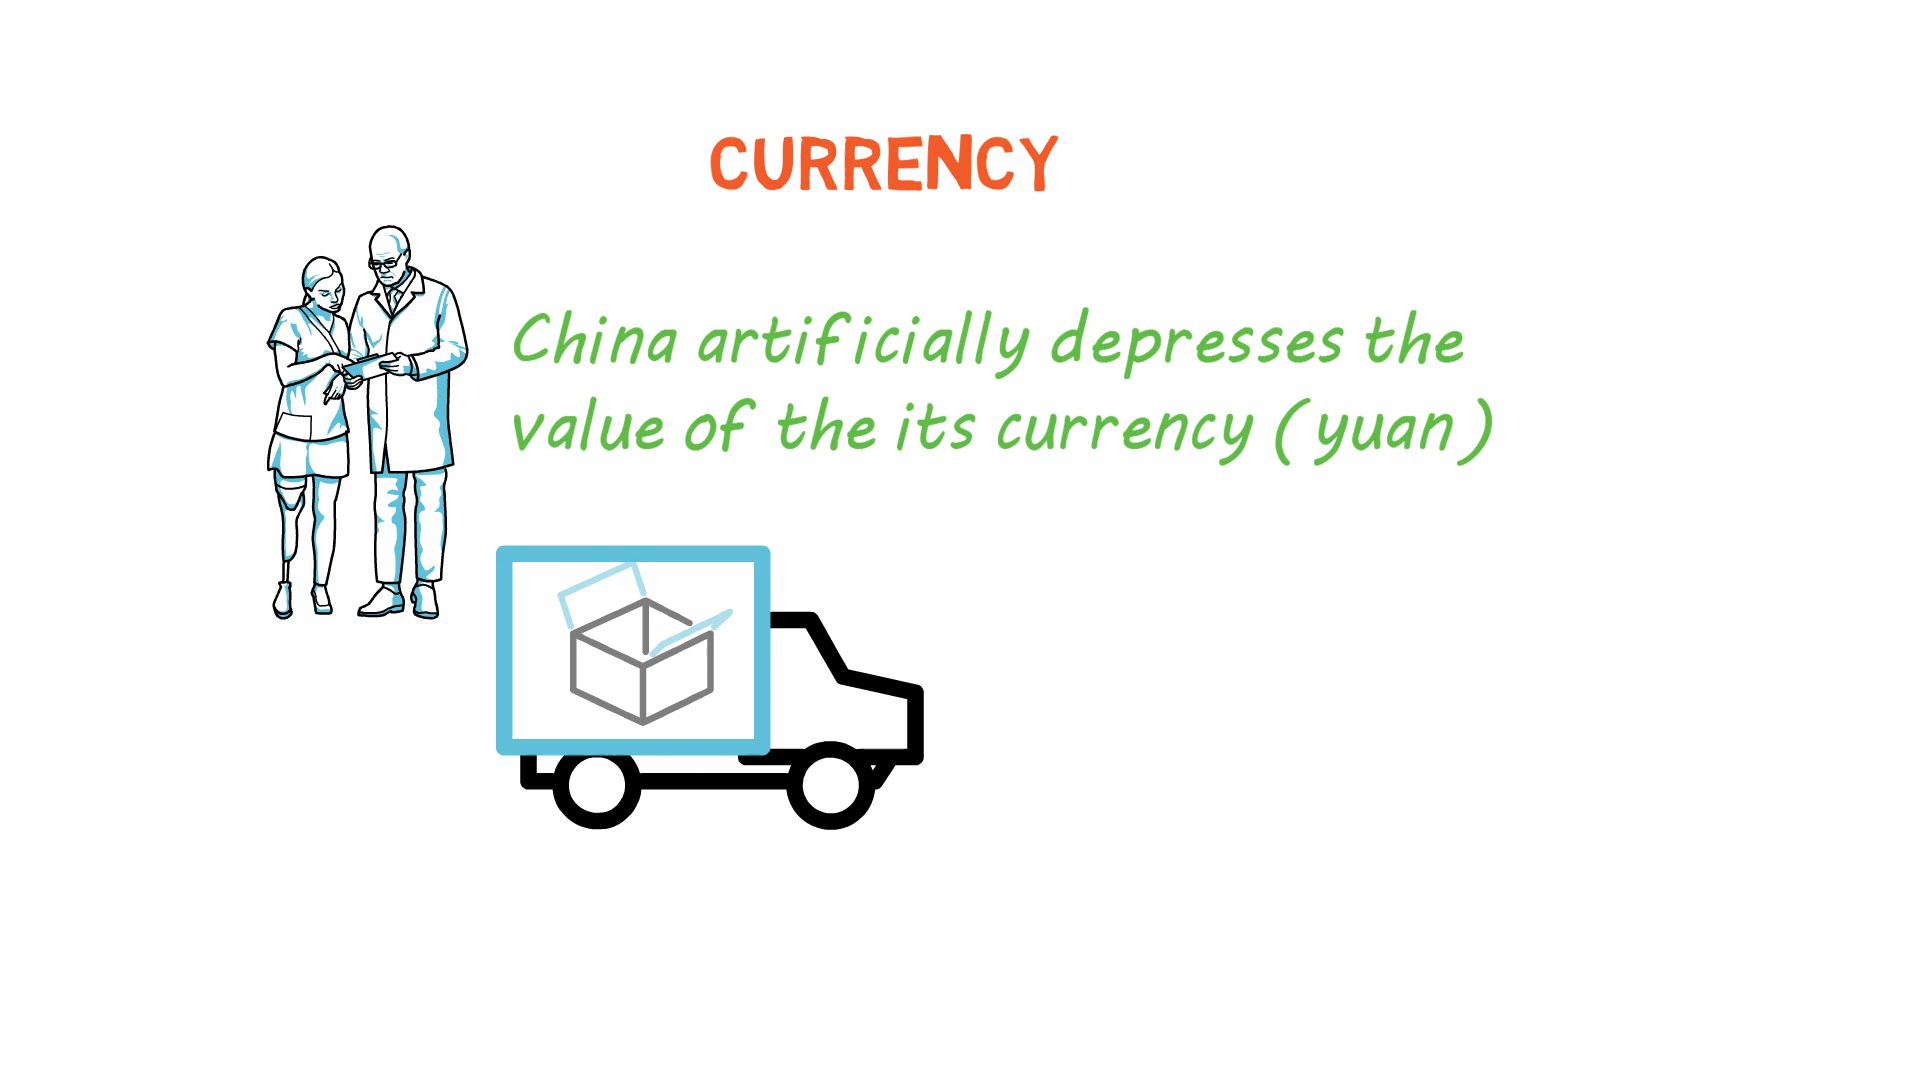 CURRENCY
China artificially depresses the
value of the its currency (yuan)